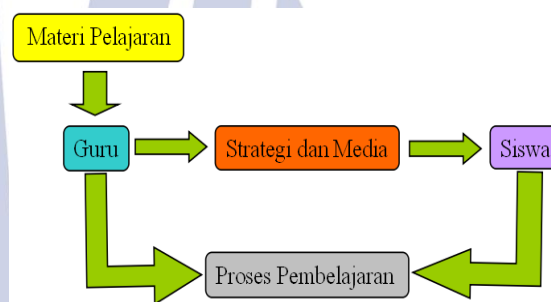 Materi Pelajaran
Guru
Strategi dan Media
Siswa
Proses Pembelajaran